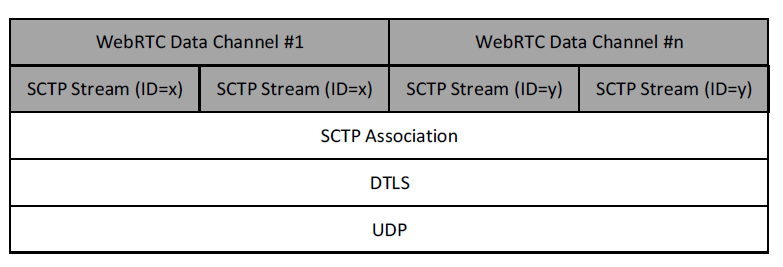 WebRTC Data Channel #1 WebRTC Data Channel #n
SCTP Stream (ID=x) SCTP Stream (ID=x) SCTP Stream (ID=y) SCTP Stream (ID=y)
SCTP Association
DTLS
UDP